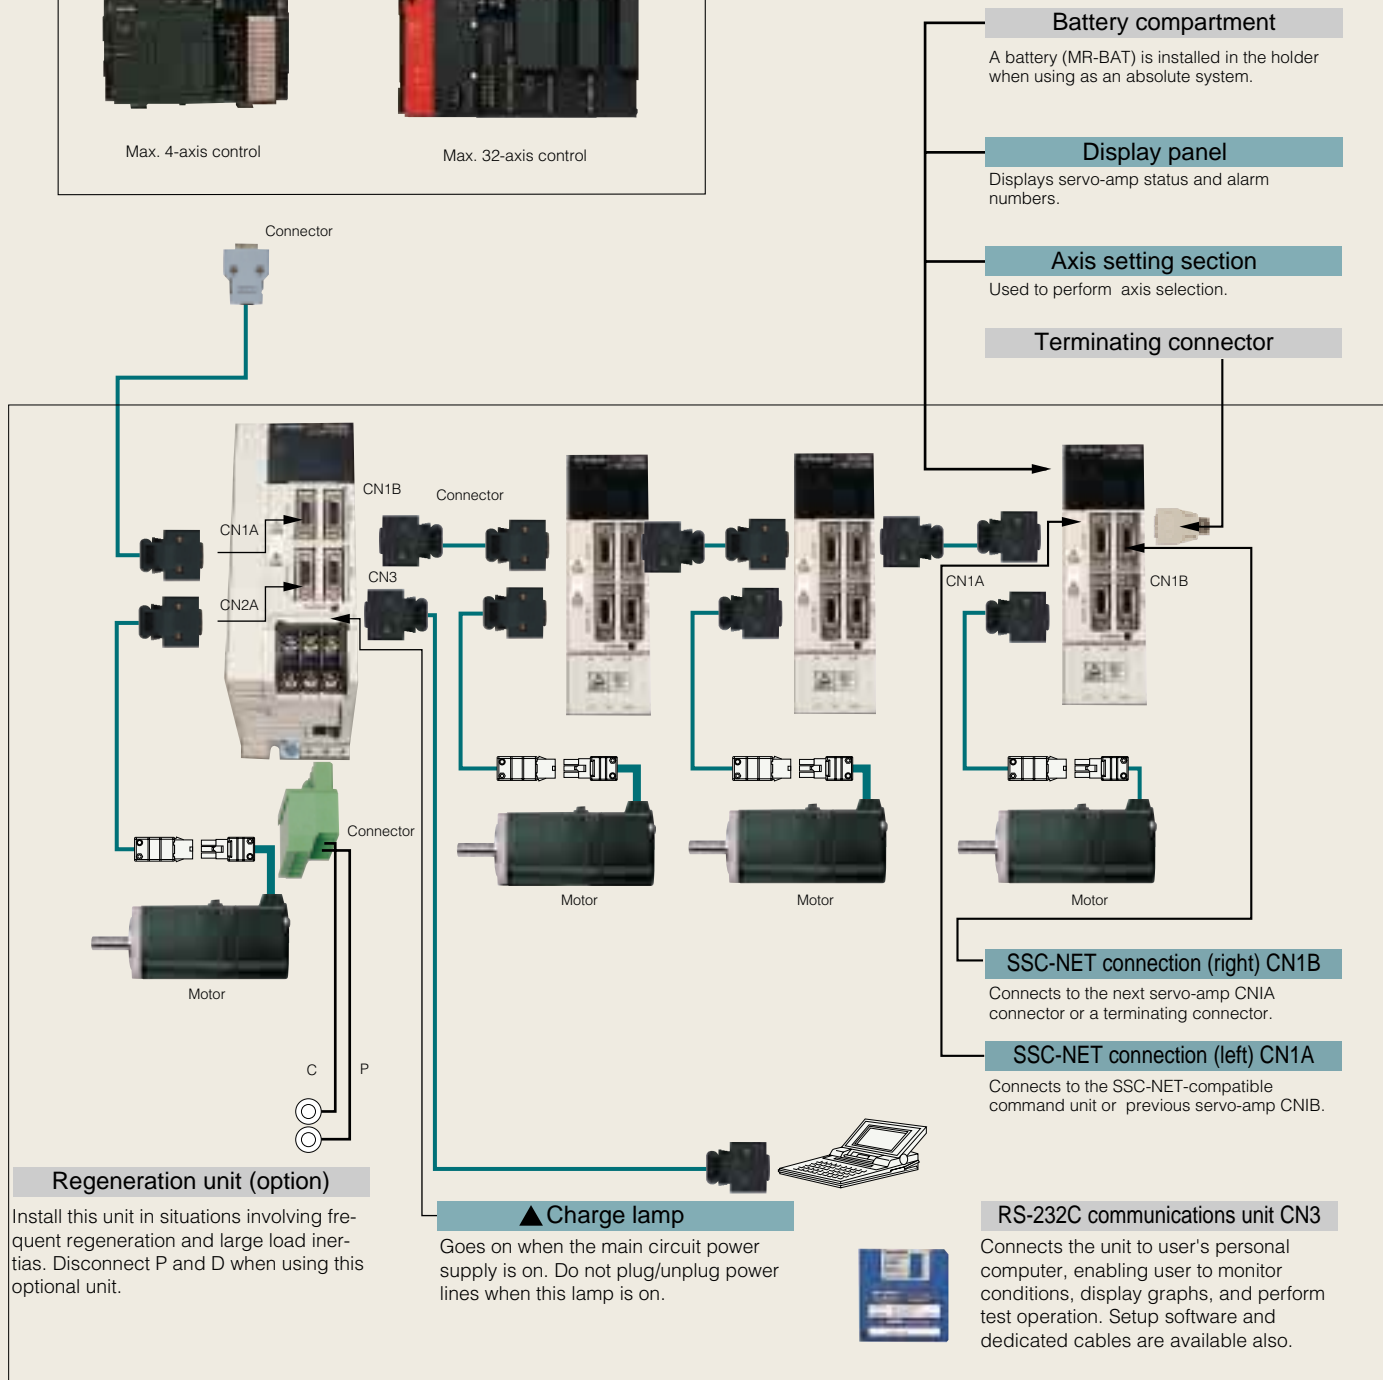 Max. 4-axis control
Max. 32-axis control
Battery compartment
A battery (MR-BAT) is installed in the holder
when using as an absolute system.
Display panel
Displays servo-amp status and alarm
numbers.
Axis setting section
Used to perform  axis selection.
Terminating connector
Connector
CN1B
Connector
CN1A
CN3
CN2A
CN1A
CN1B
Connector
Motor
Motor
Motor
Motor
C
P
SSC-NET connection (right) CN1B
Connects to the next servo-amp CNIA
connector or a terminating connector.
SSC-NET connection (left) CN1A
Connects to the SSC-NET-compatible
command unit or  previous servo-amp CNIB.
Regeneration unit (option)
Install this unit in situations involving fre-
quent regeneration and large load iner-
tias. Disconnect P and D when using this
optional unit.
▲Charge lamp
Goes on when the main circuit power
supply is on. Do not plug/unplug power
lines when this lamp is on.
RS-232C communications unit CN3
Connects the unit to user's personal
computer, enabling user to monitor
conditions, display graphs, and perform
test operation. Setup software and
dedicated cables are available also.